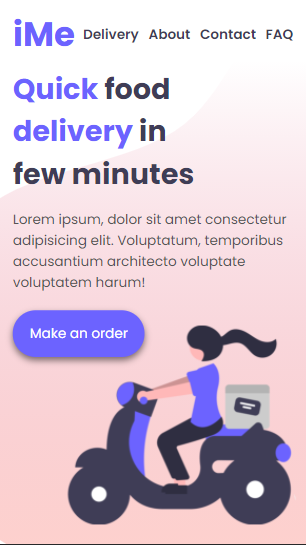 iMe Delivery About Contact FAQ
Quick food
delivery in
few minutes
Lorem ipsum, dolor sit amet consectetur
adipisicing elit. Voluptatum, temporibus
accusantium architecto voluptate
voluptatem harum!
Make an order